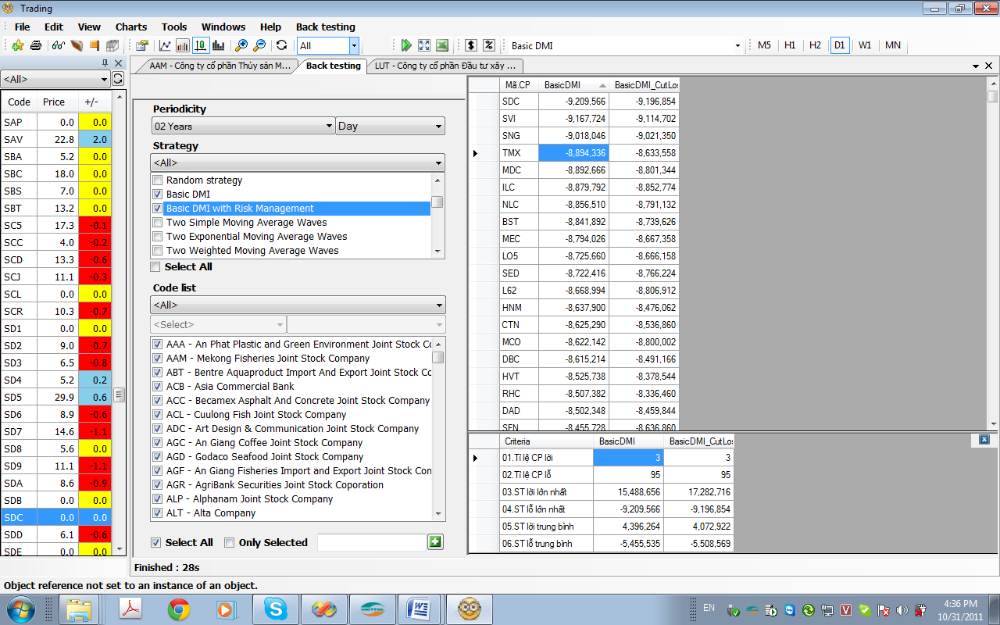 Trading
File Edit View Charts Tools Windows Help Back testing
All Basic DMI M5 H1 H2 D1 W1 MN
AAM - Công ty cổ phần Thủy sản M... Back testing LUT - Công ty cổ phần Đầu tư xây ...
<All>
Code Price +/-
SAP 0.0 0.0
SAV 22.8 2.0
SBA 5.2 0.0
SBC 18.0 0.0
SBS 7.0 0.0
SBT 13.2 0.0
SC5 17.3 -0.1
SCC 4.0 -0.2
SCD 13.3 -0.6
SCJ 11.1 -0.3
SCL 0.0 0.0
SCR 10.3 -0.7
SD1 0.0 0.0
SD2 9.0 -0.7
SD3 6.5 -0.8
SD4 5.2 0.2
SD5 29.9 0.6
SD6 8.9 -0.6
SD7 14.6 -1.1
SD8 5.6 0.0
SD9 11.1 -1.1
SDA 8.6 -0.9
SDB 0.0 0.0
SDC 0.0 0.0
SDD 6.1 -0.6
SDE 0.0 0.0
Periodicity
02 Years Day
Strategy
<All>
Random strategy
Basic DMI
Basic DMI with Risk Management
Two Simple Moving Average Waves
Two Exponential Moving Average Waves
Two Weighted Moving Average Waves
Select All
Code list
<All>
<Select>
AAA - An Phat Plastic and Green Environment Joint Stock Co
AAM - Mekong Fisheries Joint Stock Company
ABT - Bentre Aquaproduct Import And Export Joint Stock Co
ACB - Asia Commercial Bank
ACC - Becamex Asphalt And Concrete Joint Stock Company
ACL - Cuulong Fish Joint Stock Company
ADC - Art Design & Communication Joint Stock Company
AGC - An Giang Coffee Joint Stock Company
AGD - Godaco Seafood Joint Stock Company
AGF - An Giang Fisheries Import and Export Joint Stock Con
AGR - AgriBank Securities Joint Stock Coporation
ALP - Alphanam Joint Stock Company
ALT - Alta Company
Select All Only Selected
Mã.CP BasicDMI BasicDMI_CutLos
SDC -9,209,566 -9,196,854
SVI -9,167,724 -9,114,702
SNG -9,018,046 -9,021,350
TMX -8,894,336 -8,633,558
MDC -8,892,666 -8,801,344
ILC -8,879,792 -8,852,774
NLC -8,856,510 -8,791,132
BST -8,841,892 -8,739,626
MEC -8,794,026 -8,667,358
LO5 -8,725,660 -8,666,158
SED -8,722,416 -8,766,224
L62 -8,668,994 -8,806,912
HNM -8,637,900 -8,476,062
CTN -8,625,290 -8,536,860
MCO -8,622,142 -8,800,002
DBC -8,615,214 -8,491,166
HVT -8,525,738 -8,378,544
RHC -8,507,382 -8,336,460
DAD -8,502,348 -8,459,844
SEN -8,455,728 -8,636,860
Criteria BasicDMI BasicDMI_CutLos
01.Tỉ lệ CP lời 3 3
02.Tỉ lệ CP lỗ 95 95
03.ST lời lớn nhất 15,488,656 17,282,716
04.ST lỗ lớn nhất -9,209,566 -9,196,854
05.ST lời trung bình 4,396,264 4,072,922
06.ST lỗ trung bình -5,455,535 -5,508,569
Finished : 28s
Object reference not set to an instance of an object.
EN
4:36 PM
10/31/2011